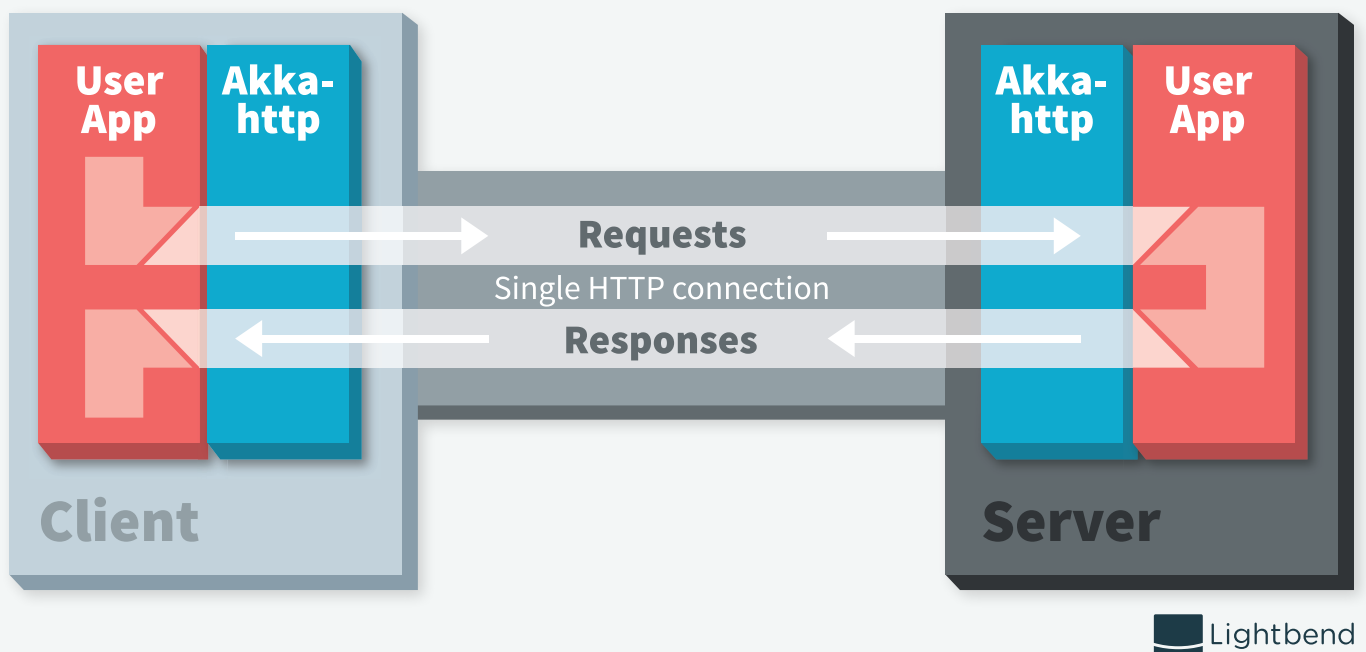 User
App
Akka-
http
Akka-
http
User
App
Requests
Single HTTP connection
Responses
Client
Server
Lightbend